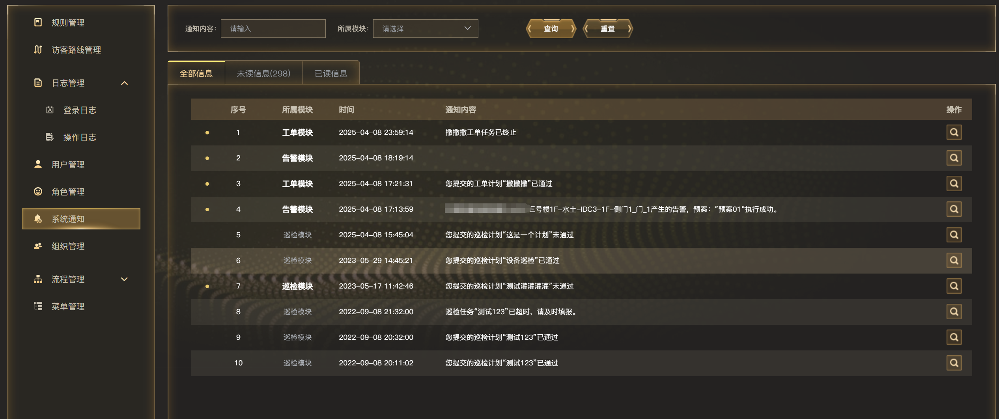 规则管理
访客路线管理
日志管理
登录日志
操作日志
用户管理
角色管理
系统通知
组织管理
流程管理
菜单管理
通知内容： 请输入 所属模块： 请选择 查询 重置
全部信息 未读信息(298) 已读信息
序号 所属模块 时间 通知内容 操作
1 工单模块 2025-04-08 23:59:14 撒撒撒工单任务已终止
2 告警模块 2025-04-08 18:19:14
3 工单模块 2025-04-08 17:21:31 您提交的工单计划“撒撒撒”已通过
4 告警模块 2025-04-08 17:13:59 三号楼1F-水土-IDC3-1F-侧门1_门_1产生的告警，预案：”预案01“执行成功。
5 巡检模块 2025-04-08 15:45:04 您提交的巡检计划“这是一个计划”未通过
6 巡检模块 2023-05-29 14:45:21 您提交的巡检计划“设备巡检”已通过
7 巡检模块 2023-05-17 11:42:46 您提交的巡检计划“测试灌灌灌灌”未通过
8 巡检模块 2022-09-08 21:32:00 巡检任务“测试123”已超时，请及时填报。
9 巡检模块 2022-09-08 20:32:00 您提交的巡检计划“测试123”已通过
10 巡检模块 2022-09-08 20:11:02 您提交的巡检计划“测试123”已通过